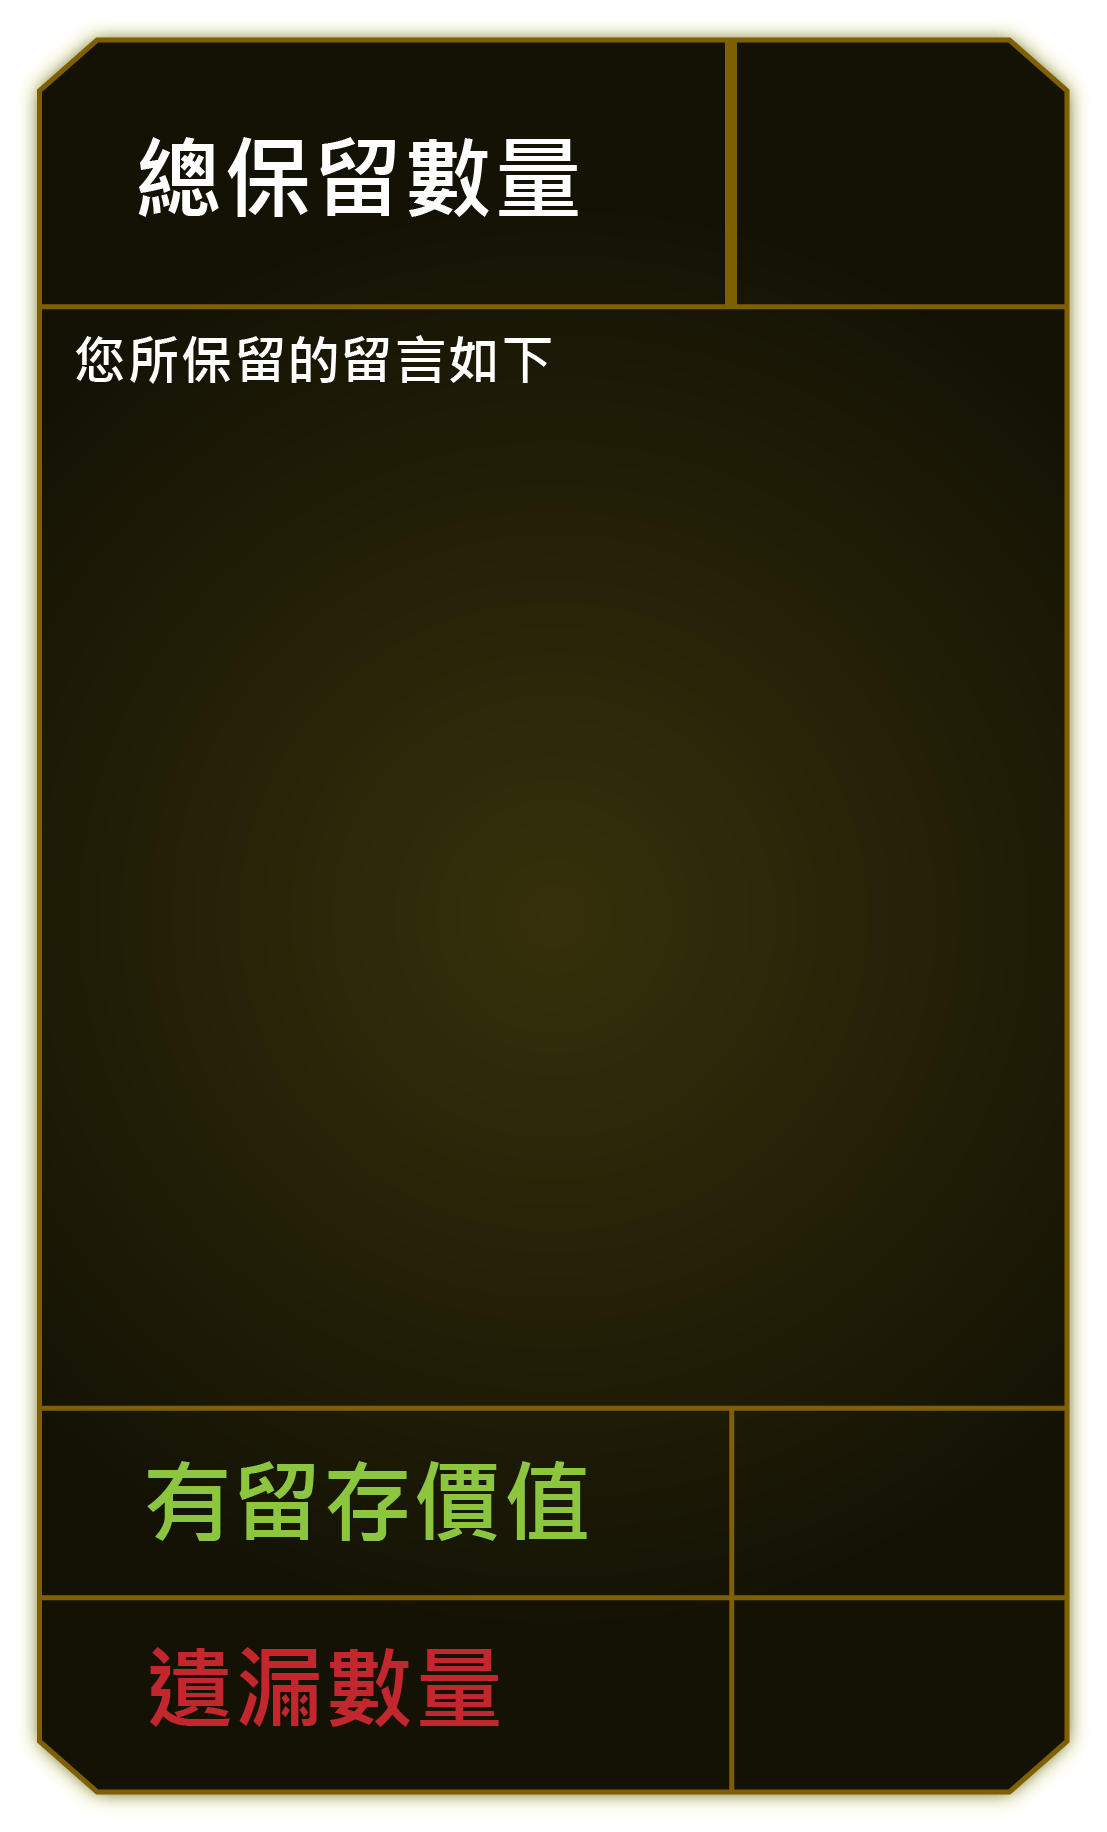 總保留數量
您所保留的留言如下
有留存價值
遺漏數量